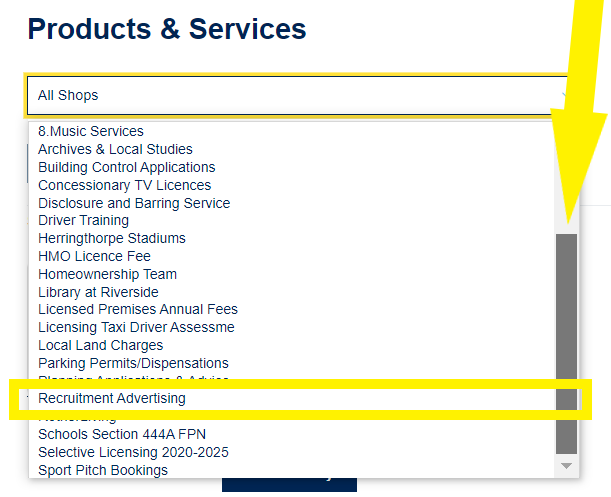 Products & Services
All Shops
8.Music Services
Archives & Local Studies
Building Control Applications
Concessionary TV Licences
Disclosure and Barring Service
Driver Training
Herringthorpe Stadiums
HMO Licence Fee
Homeownership Team
Library at Riverside
Licensed Premises Annual Fees
Licensing Taxi Driver Assessme
Local Land Charges
Parking Permits/Dispensations
Planning Applications & Advice
Recruitment Advertising
RotherLiving
Schools Section 444A FPN
Selective Licensing 2020-2025
Sport Pitch Bookings